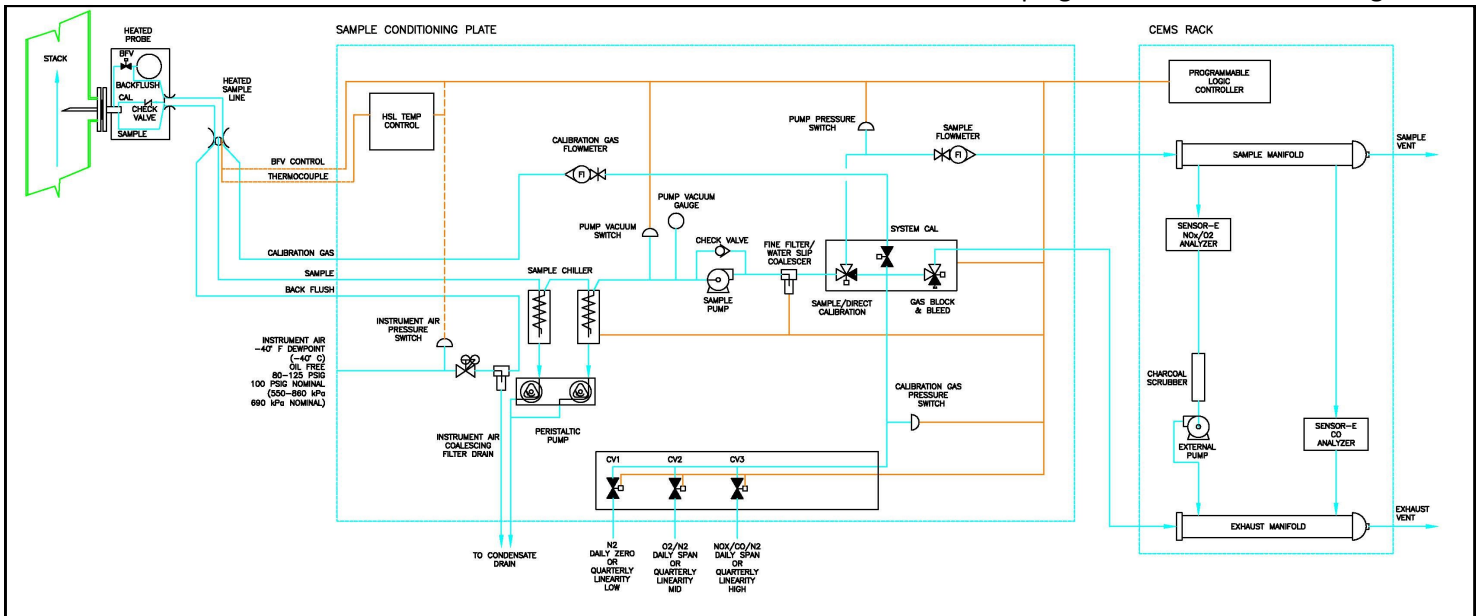 SAMPLE CONDITIONING PLATE
CEMS RACK
HEATED
PROBE
BFV
STACK
BACKFLUSH
CAL
CHECK
VALVE
SAMPLE
HEATED
SAMPLE
LINE
HSL TEMP
CONTROL
BFV CONTROL
THERMOCOUPLE
CALIBRATION GAS
SAMPLE
BACK FLUSH
INSTRUMENT AIR
-40° F DEWPOINT
(-40° C)
OIL FREE
80-125 PSIG
100 PSIG NOMINAL
(550-860 kPa
690 kPa NOMINAL)
INSTRUMENT AIR
PRESSURE
SWITCH
SAMPLE CHILLER
PERISTALTIC
PUMP
INSTRUMENT AIR
COALESCING
FILTER DRAIN
TO CONDENSATE
DRAIN
CALIBRATION GAS
FLOWMETER
FI
PUMP VACUUM
SWITCH
PUMP VACUUM
GAUGE
CHECK VALVE
SAMPLE
PUMP
FINE FILTER/
WATER SLIP
COALESCER
PUMP PRESSURE
SWITCH
SAMPLE
FLOWMETER
FI
SYSTEM CAL
SAMPLE/DIRECT
CALIBRATION
GAS BLOCK
& BLEED
CALIBRATION GAS
PRESSURE
SWITCH
CV1
CV2
CV3
N2
DAILY ZERO
OR
QUARTERLY
LINEARITY
LOW
O2/N2
DAILY SPAN
OR
QUARTERLY
LINEARITY
MID
NOX/CO/N2
DAILY SPAN
OR
QUARTERLY
LINEARITY
HIGH
PROGRAMMABLE
LOGIC
CONTROLLER
SAMPLE MANIFOLD
SAMPLE
VENT
SENSOR-E
NOx/O2
ANALYZER
CHARCOAL
SCRUBBER
EXTERNAL
PUMP
SENSOR-E
CO
ANALYZER
EXHAUST MANIFOLD
EXHAUST
VENT